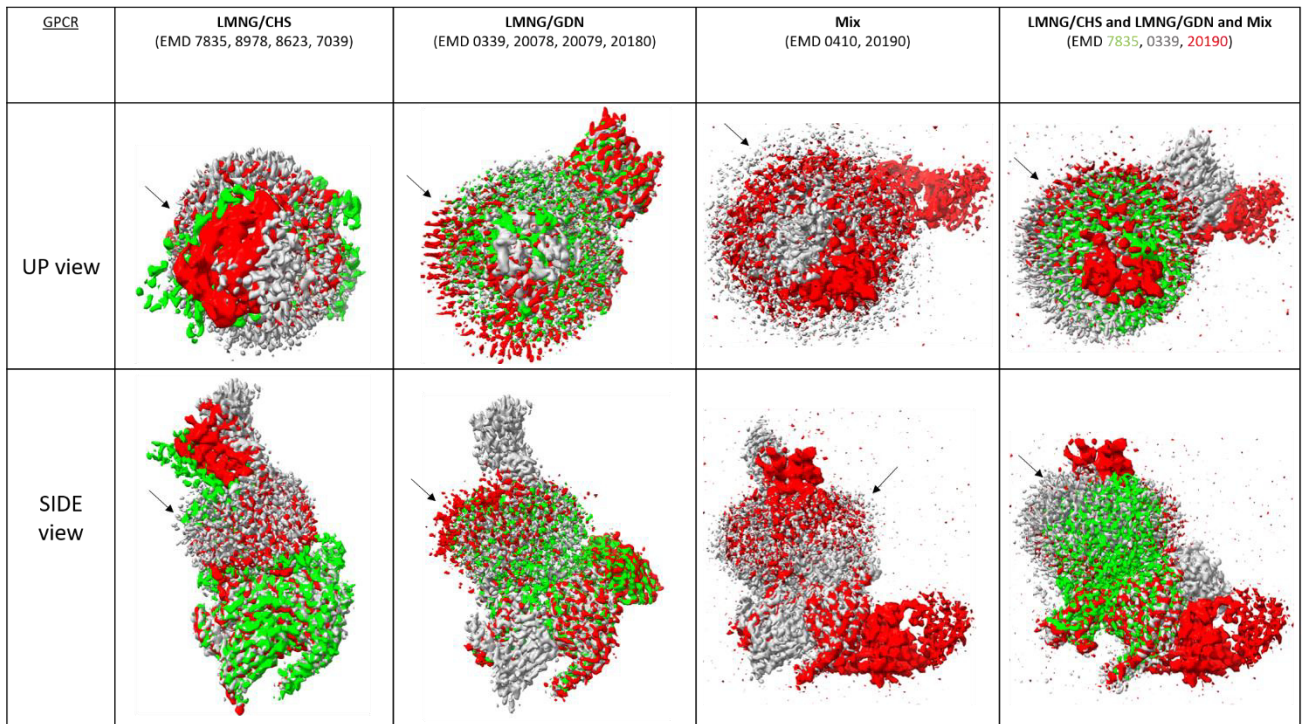 GPCR
LMNG/CHS
(EMD 7835, 8978, 8623, 7039)
LMNG/GDN
(EMD 0339, 20078, 20079, 20180)
Mix
(EMD 0410, 20190)
LMNG/CHS and LMNG/GDN and Mix
(EMD 7835, 0339, 20190)
UP view
SIDE
view